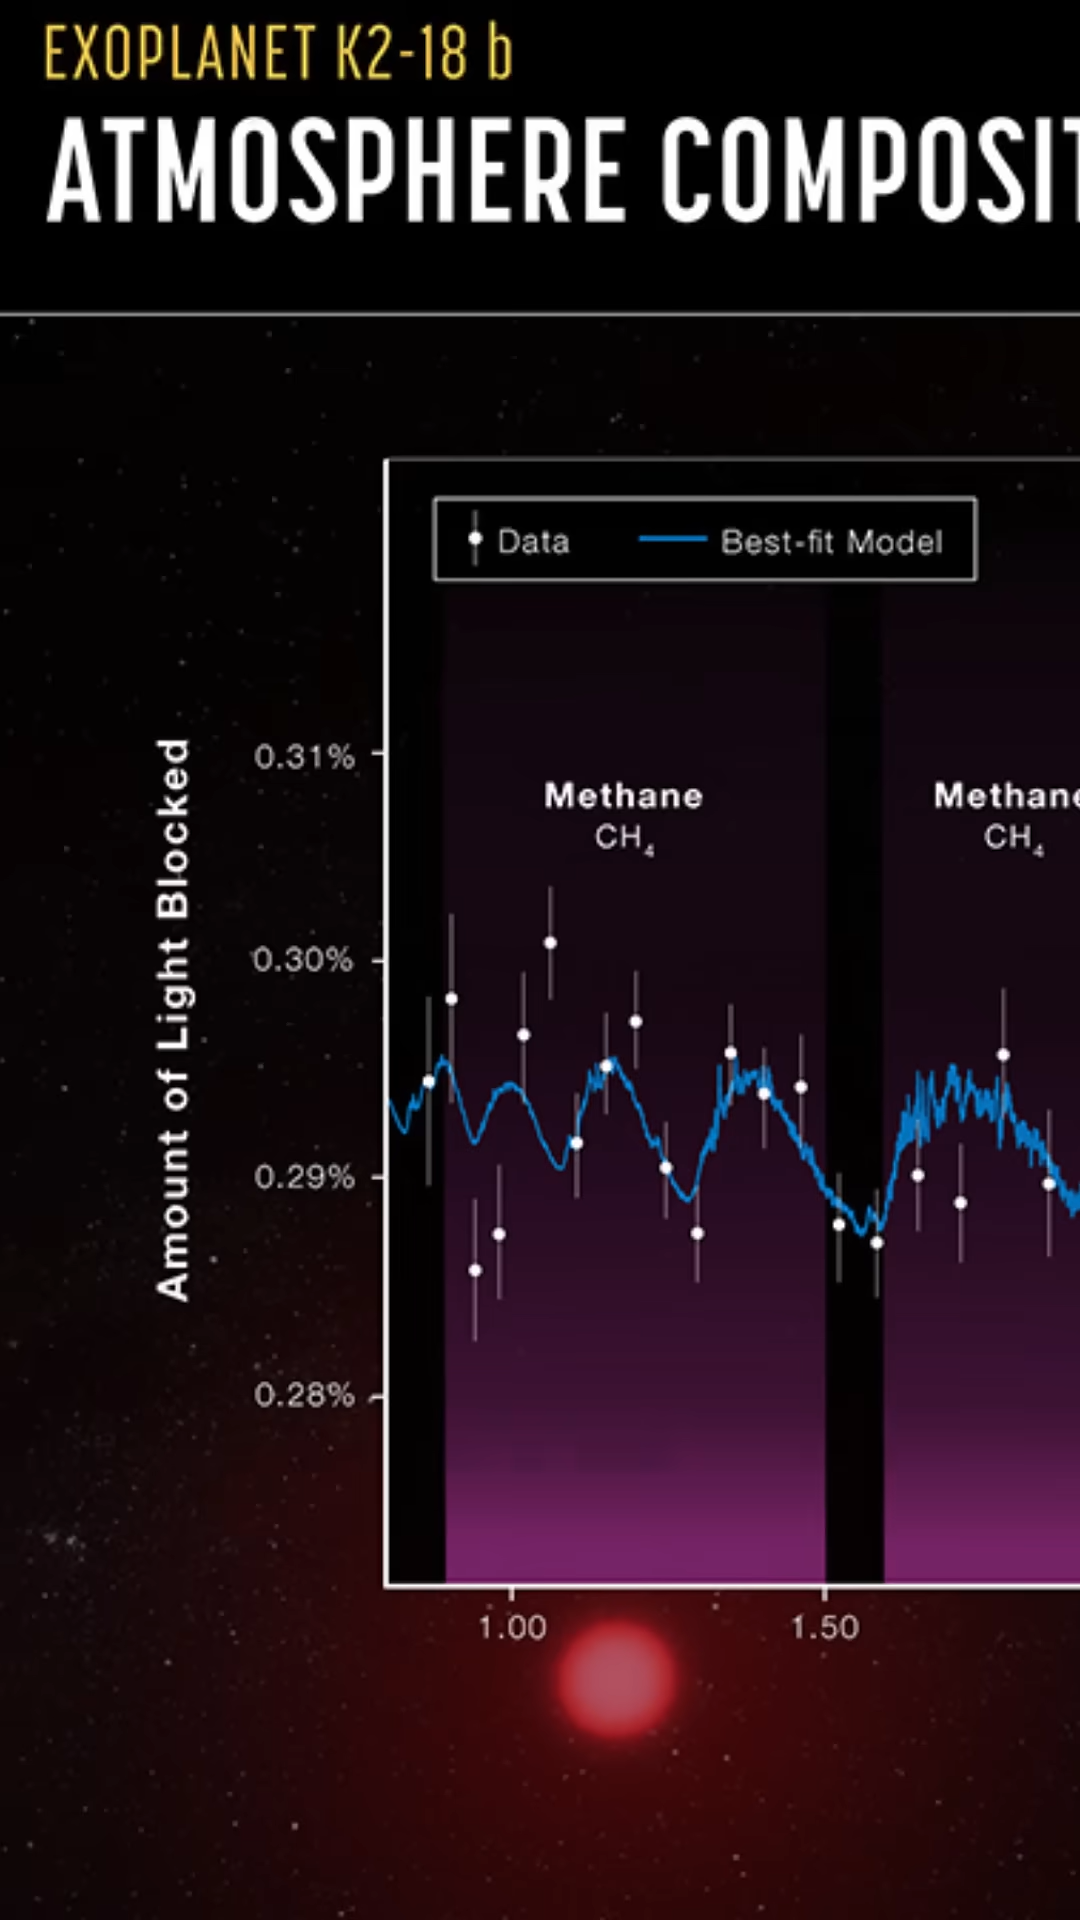 EXOPLANET K2-18 b
ATMOSPHERE COMPOSIT
Data
Best-fit Model
Amount of Light Blocked
0.31%
0.30%
0.29%
0.28%
Methane
CH₄
Methane
CH₄
1.00
1.50